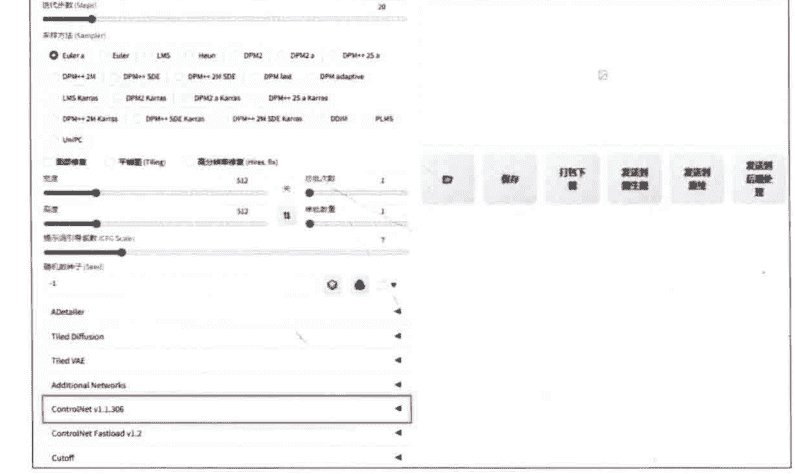 迭代步数 (Steps)
20
采样方法 (Sampler)
Euler a Euler LMS Heun DPM2 DPM2 a DPM++ 2S a
DPM++ 2M DPM++ SDE DPM++ 2M SDE DPM fast DPM adaptive
LMS Karras DPM2 Karras DPM2 a Karras DPM++ 2S a Karras
DPM++ 2M Karras DPM++ SDE Karras DPM++ 2M SDE Karras DDIM PLMS
UniPC
面部修复 平铺图 (Tiling) 高分辨率修复 (Hires. fix)
宽度 512
总批次数 1
高度 512
单批数量 1
提示词引导系数 (CFG Scale) 7
随机数种子 (Seed)
-1
ADetailer
Tiled Diffusion
Tiled VAE
Additional Networks
ControlNet v1.1.306
ControlNet Fastload v1.2
Cutoff
保存
打包下
载
发送到
图生图
发送到
重绘
发送到
后期处
理